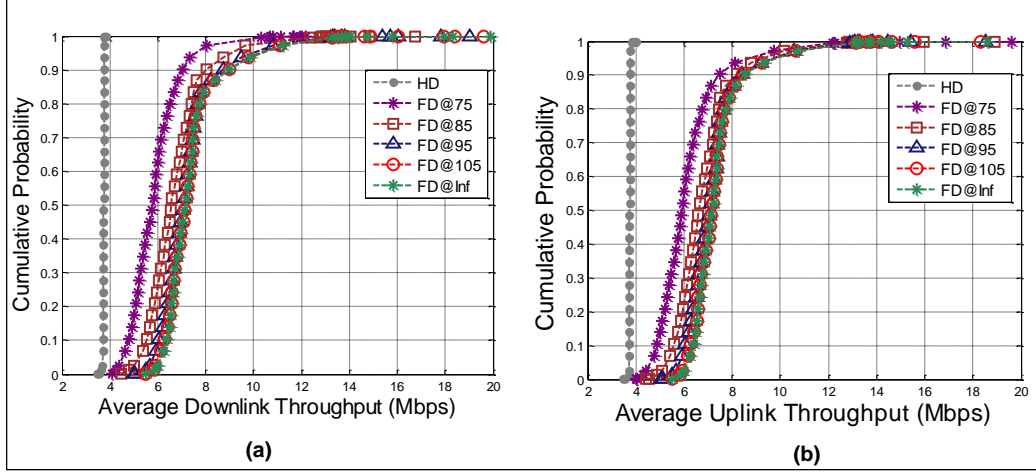 1
0.9
0.8
0.7
0.6
0.5
0.4
0.3
0.2
0.1
0
Cumulative Probability
HD
FD@75
FD@85
FD@95
FD@105
FD@Inf
2 4 6 8 10 12 14 16 18 20
Average Downlink Throughput (Mbps)
(a)
1
0.9
0.8
0.7
0.6
0.5
0.4
0.3
0.2
0.1
0
Cumulative Probability
HD
FD@75
FD@85
FD@95
FD@105
FD@Inf
2 4 6 8 10 12 14 16 18 20
Average Uplink Throughput (Mbps)
(b)